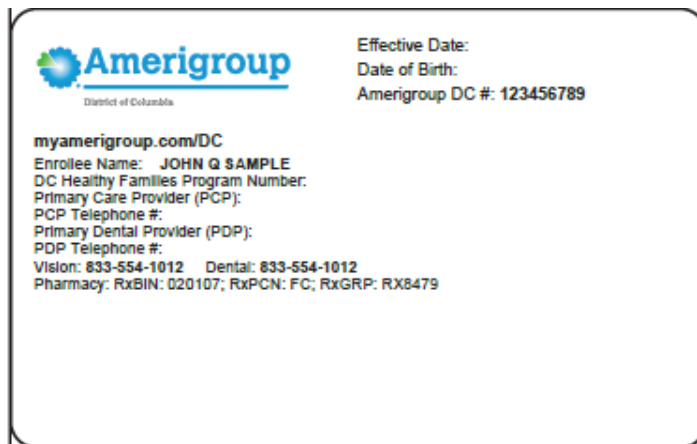 Amerigroup
District of Columbia
Effective Date:
Date of Birth:
Amerigroup DC #: 123456789
myamerigroup.com/DC
Enrollee Name: JOHN Q SAMPLE
DC Healthy Families Program Number:
Primary Care Provider (PCP):
PCP Telephone #:
Primary Dental Provider (PDP):
PDP Telephone #:
Vision: 833-554-1012 Dental: 833-554-1012
Pharmacy: RxBIN: 020107; RxPCN: FC; RxGRP: RX8479